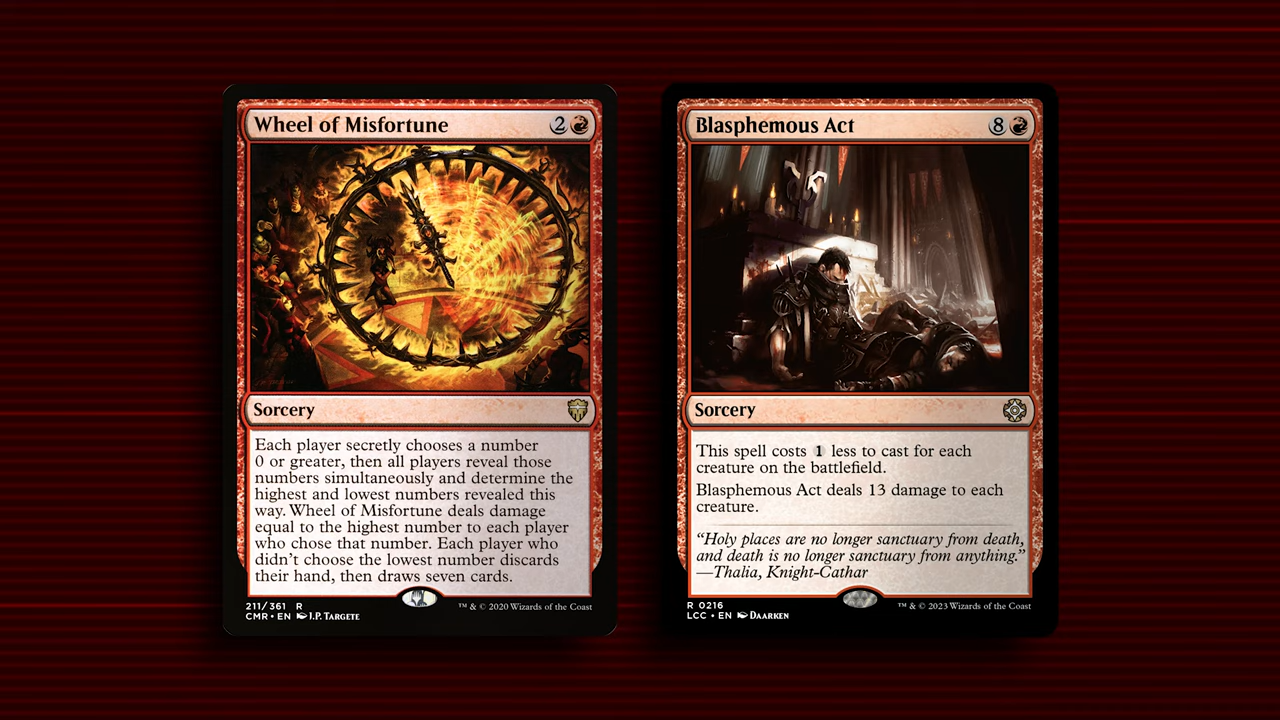 Wheel of Misfortune 2
Sorcery
Each player secretly chooses a number
0 or greater, then all players reveal those
numbers simultaneously and determine the
highest and lowest numbers revealed this
way. Wheel of Misfortune deals damage
equal to the highest number to each player
who chose that number. Each player who
didn't choose the lowest number discards
their hand, then draws seven cards.
211/361 R
CMR • EN J.P. TARGETE
™ & © 2020 Wizards of the Coast
Blasphemous Act 8
Sorcery
This spell costs 1 less to cast for each
creature on the battlefield.
Blasphemous Act deals 13 damage to each
creature.
“Holy places are no longer sanctuary from death,
and death is no longer sanctuary from anything.”
—Thalia, Knight-Cathar
R 0216
LCC • EN DAARKEN
™ & © 2023 Wizards of the Coast